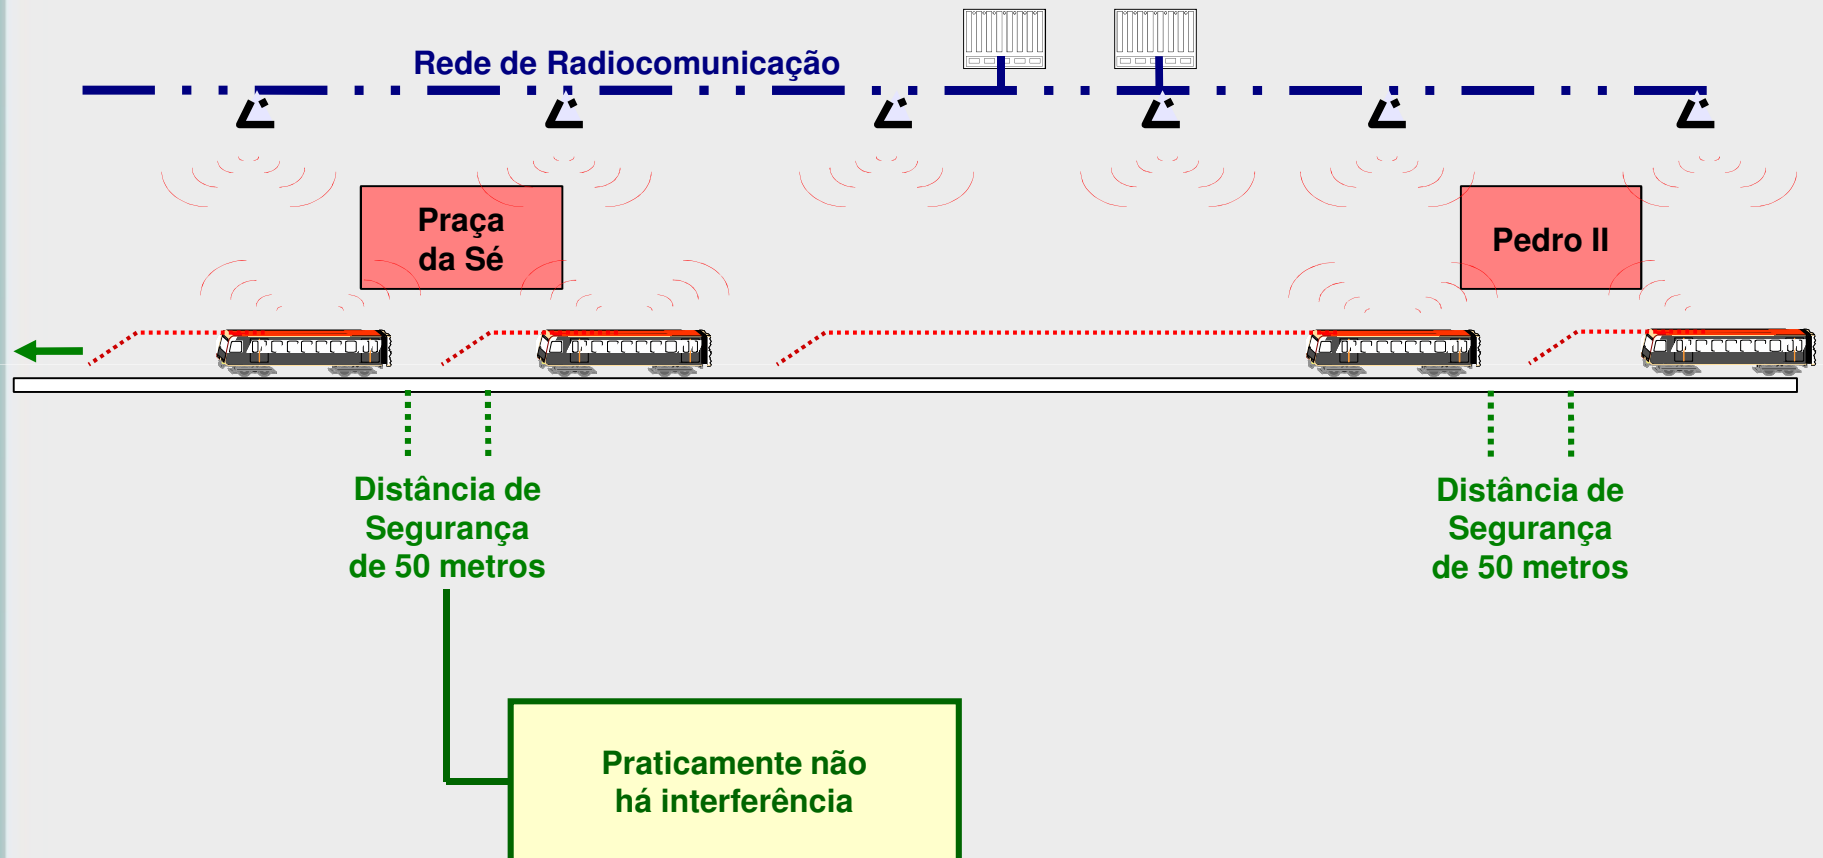 Rede de Radiocomunicação
Praça
da Sé
Pedro II
Distância de
Segurança
de 50 metros
Distância de
Segurança
de 50 metros
Praticamente não
há interferência